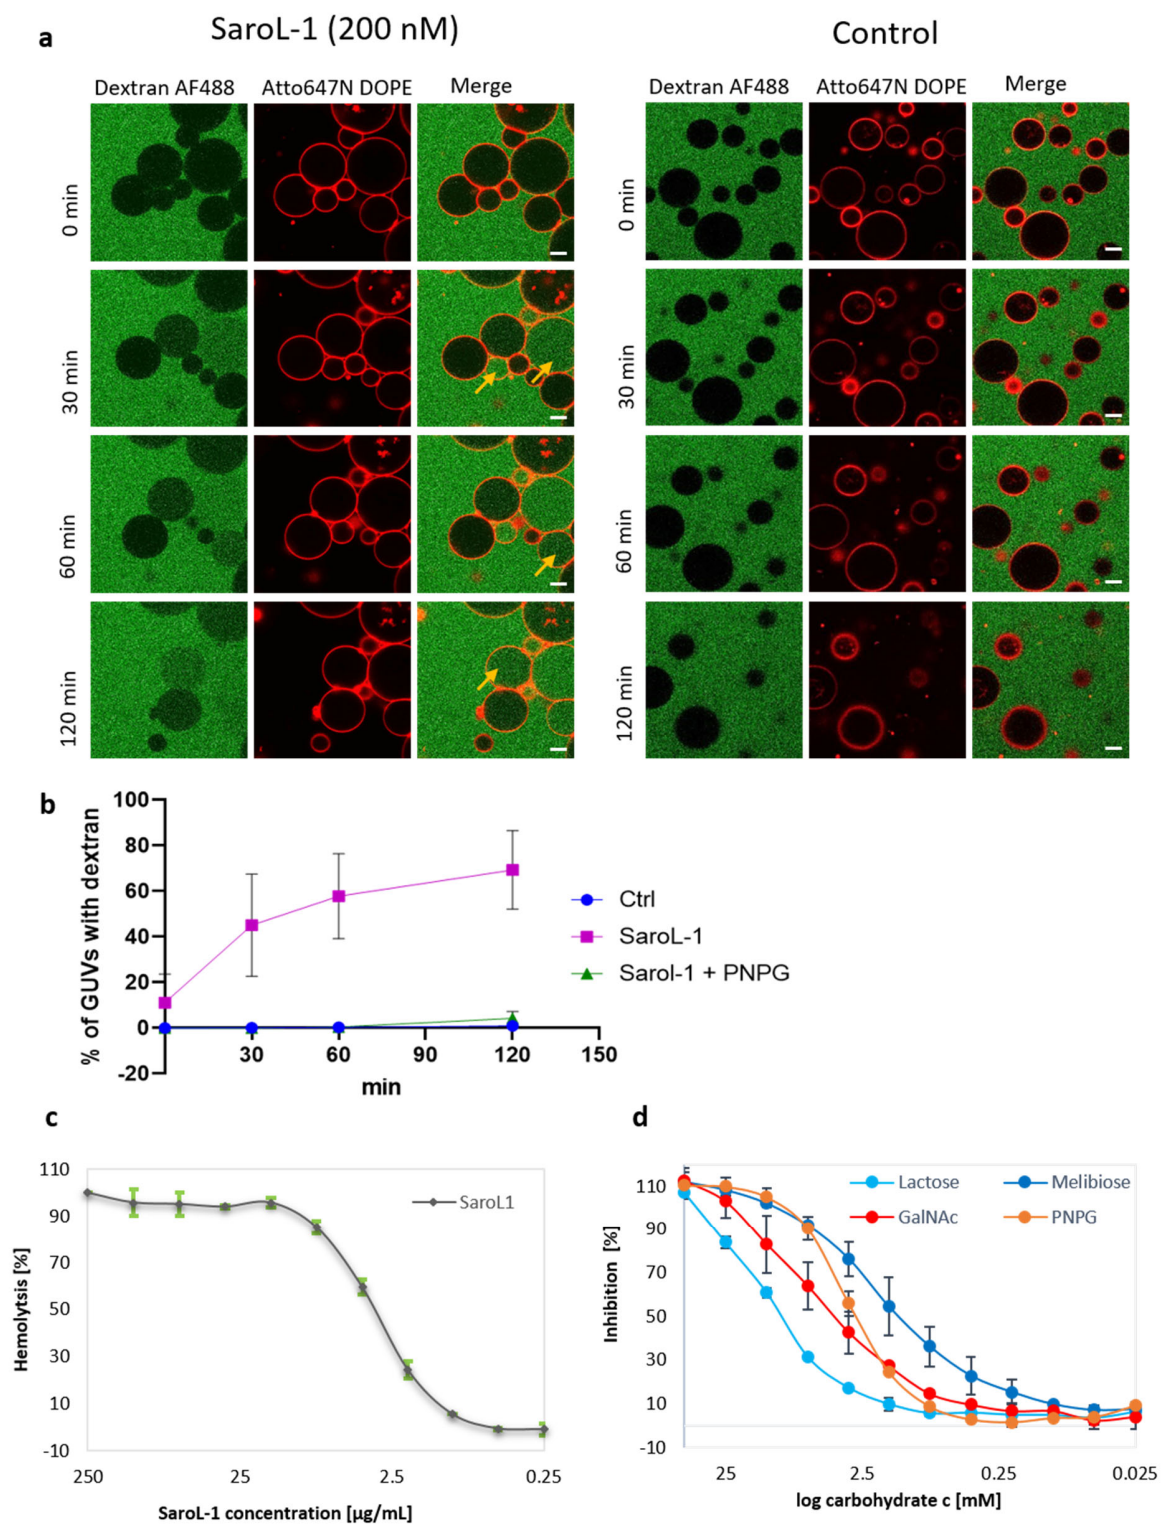 a
SaroL-1 (200 nM)
Control
Dextran AF488 Atto647N DOPE Merge
Dextran AF488 Atto647N DOPE Merge
0 min
0 min
30 min
30 min
60 min
60 min
120 min
120 min
b
% of GUVs with dextran
100
80
60
40
20
0
-20
30 60 90 120 150
min
Ctrl
SaroL-1
Sarol-1 + PNPG
c
Hemolytsis [%]
110
90
70
50
30
10
-10
250 25 2.5 0.25
SaroL-1 concentration [µg/mL]
SaroL1
d
Inhibition [%]
110
90
70
50
30
10
-10
25 2.5 0.25 0.025
log carbohydrate c [mM]
Lactose Melibiose
GalNAc PNPG